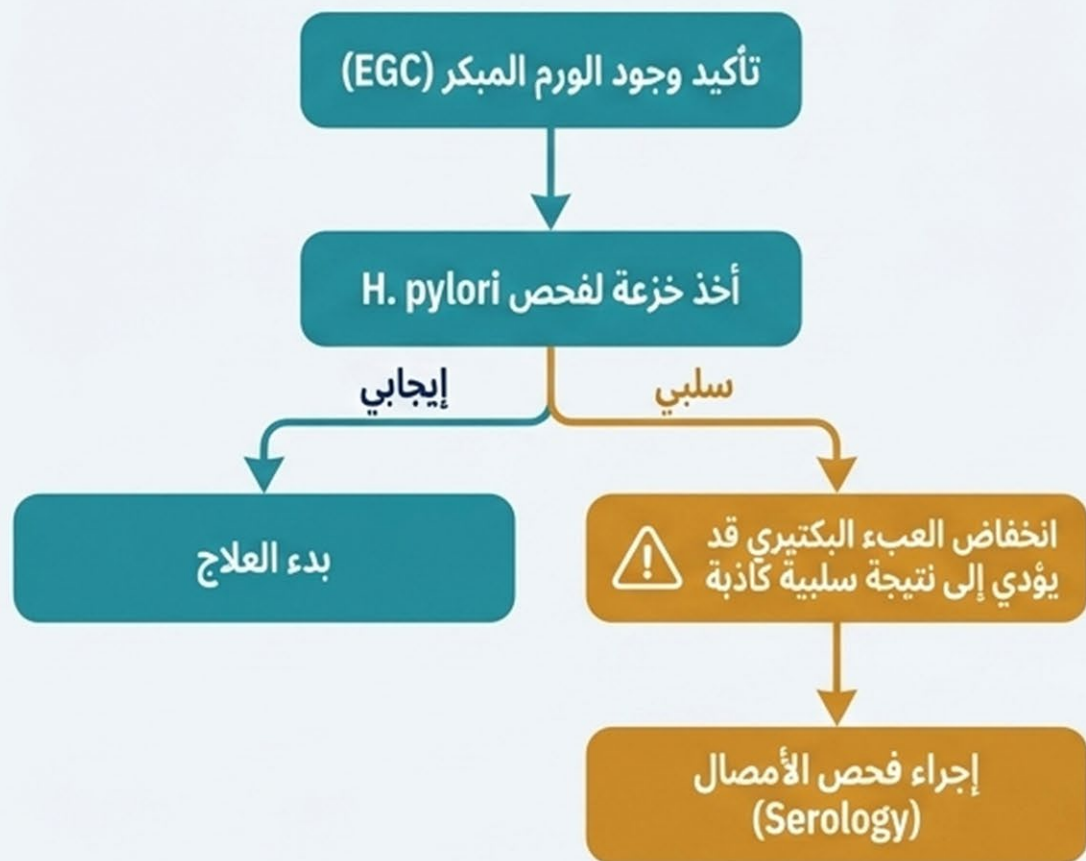 تأكيد وجود الورم المبكر (EGC)
أخذ خزعة لفحص H. pylori
سلبي
إيجابي
انخفاض العبء البكتيري قد
يؤدي إلى نتيجة سلبية كاذبة
بدء العلاج
إجراء فحص الأمصال
(Serology)